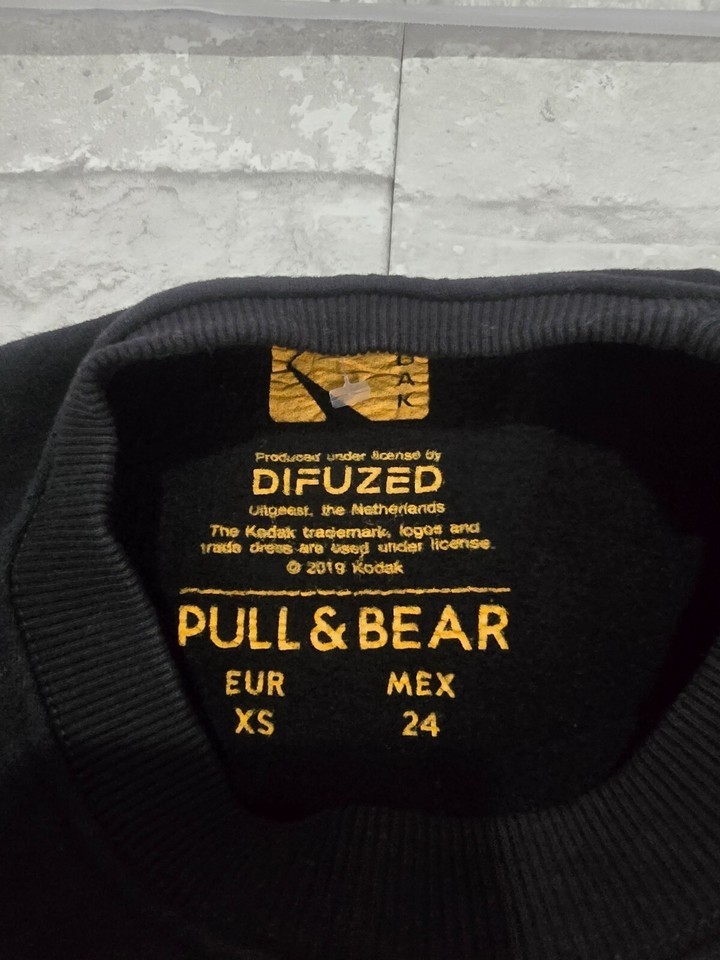 DAK
Produced under license by
DIFUZED
Uitgeest, the Netherlands
The Kodak trademark, logos and
trade dress are used under license.
© 2019 Kodak
PULL & BEAR
EUR MEX
XS 24